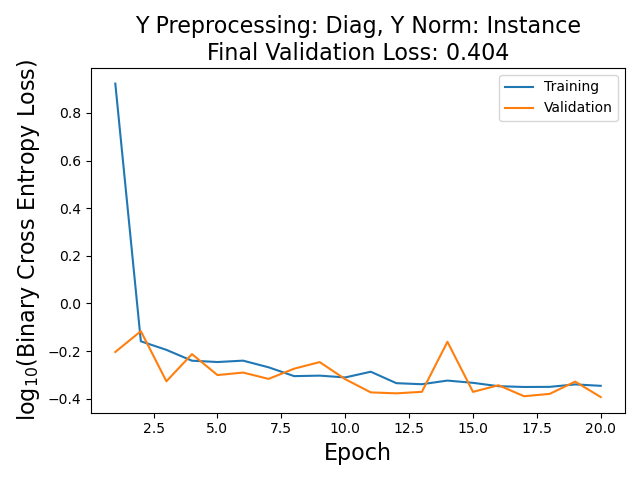 Y Preprocessing: Diag, Y Norm: Instance
Final Validation Loss: 0.404
Training
Validation
log₁₀(Binary Cross Entropy Loss)
0.8
0.6
0.4
0.2
0.0
−0.2
−0.4
2.5 5.0 7.5 10.0 12.5 15.0 17.5 20.0
Epoch